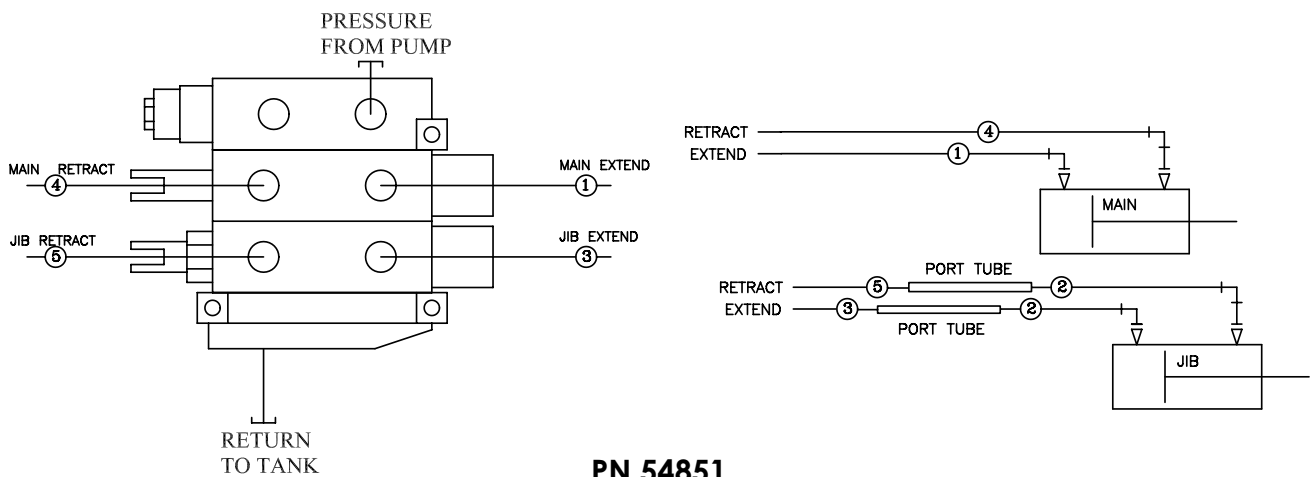 PRESSURE
FROM PUMP
MAIN RETRACT
4
MAIN EXTEND
1
JIB RETRACT
5
JIB EXTEND
3
RETURN
TO TANK
RETRACT
4
EXTEND
1
MAIN
PORT TUBE
RETRACT
5
2
EXTEND
3
2
PORT TUBE
JIB
PN 54851